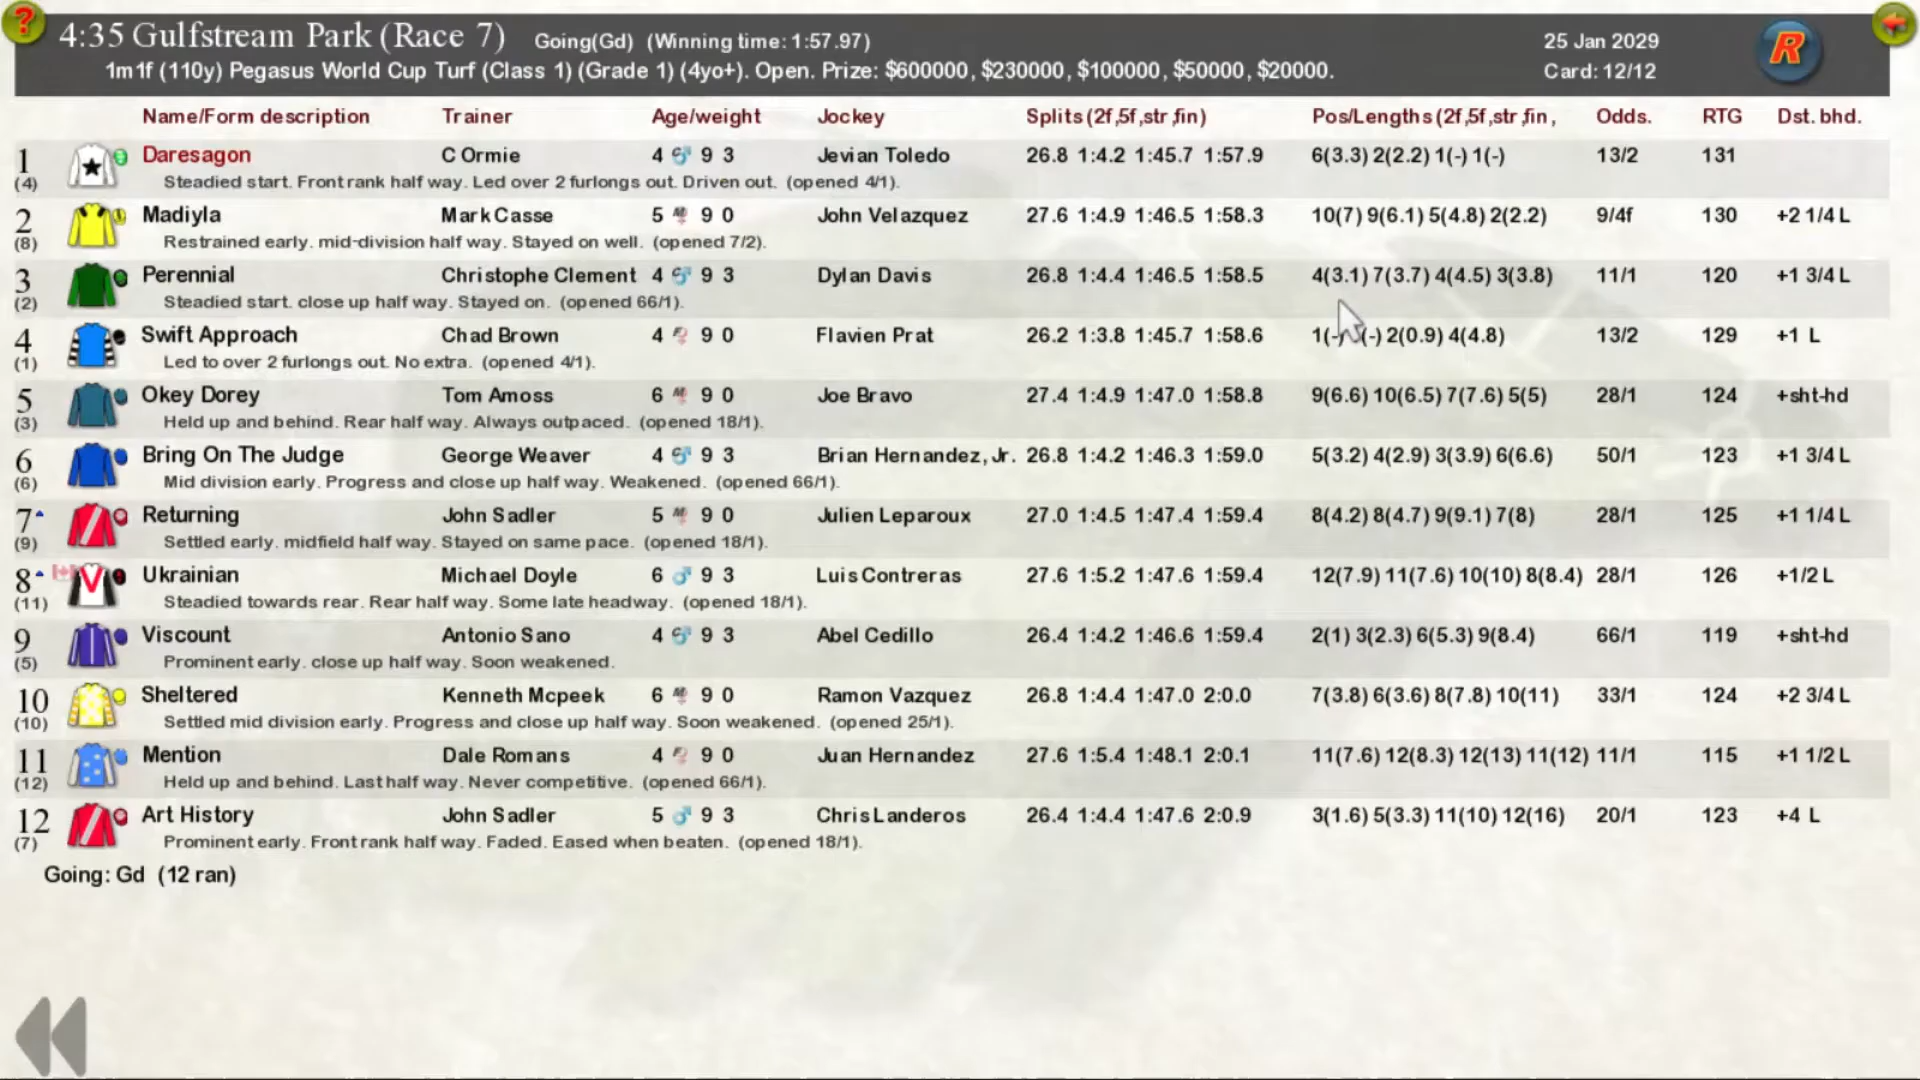 ?
4:35 Gulfstream Park (Race 7) Going(Gd) (Winning time: 1:57.97) 25 Jan 2029
1m1f (110y) Pegasus World Cup Turf (Class 1) (Grade 1) (4yo+). Open. Prize: $600000, $230000, $100000, $50000, $20000. Card: 12/12
R
Name/Form description Trainer Age/weight Jockey Splits (2f,5f,str,fin) Pos/Lengths (2f,5f,str,fin, Odds. RTG Dst. bhd.
1 Daresagon C Ormie 4 9 3 Jevian Toledo 26.8 1:4.2 1:45.7 1:57.9 6(3.3) 2(2.2) 1(-) 1(-) 13/2 131
(4) Steadied start. Front rank half way. Led over 2 furlongs out. Driven out. (opened 4/1).
2 Madiyla Mark Casse 5 9 0 John Velazquez 27.6 1:4.9 1:46.5 1:58.3 10(7) 9(6.1) 5(4.8) 2(2.2) 9/4f 130 +2 1/4 L
(8) Restrained early. mid-division half way. Stayed on well. (opened 7/2).
3 Perennial Christophe Clement 4 9 3 Dylan Davis 26.8 1:4.4 1:46.5 1:58.5 4(3.1) 7(3.7) 4(4.5) 3(3.8) 11/1 120 +1 3/4 L
(2) Steadied start. close up half way. Stayed on. (opened 66/1).
4 Swift Approach Chad Brown 4 9 0 Flavien Prat 26.2 1:3.8 1:45.7 1:58.6 1(-) (-) 2(0.9) 4(4.8) 13/2 129 +1 L
(1) Led to over 2 furlongs out. No extra. (opened 4/1).
5 Okey Dorey Tom Amoss 6 9 0 Joe Bravo 27.4 1:4.9 1:47.0 1:58.8 9(6.6) 10(6.5) 7(7.6) 5(5) 28/1 124 +sht-hd
(3) Held up and behind. Rear half way. Always outpaced. (opened 18/1).
6 Bring On The Judge George Weaver 4 9 3 Brian Hernandez, Jr. 26.8 1:4.2 1:46.3 1:59.0 5(3.2) 4(2.9) 3(3.9) 6(6.6) 50/1 123 +1 3/4 L
(6) Mid division early. Progress and close up half way. Weakened. (opened 66/1).
7 Returning John Sadler 5 9 0 Julien Leparoux 27.0 1:4.5 1:47.4 1:59.4 8(4.2) 8(4.7) 9(9.1) 7(8) 28/1 125 +1 1/4 L
(9) Settled early. midfield half way. Stayed on same pace. (opened 18/1).
8 Ukrainian Michael Doyle 6 9 3 Luis Contreras 27.6 1:5.2 1:47.6 1:59.4 12(7.9) 11(7.6) 10(10) 8(8.4) 28/1 126 +1/2 L
(11) Steadied towards rear. Rear half way. Some late headway. (opened 18/1).
9 Viscount Antonio Sano 4 9 3 Abel Cedillo 26.4 1:4.2 1:46.6 1:59.4 2(1) 3(2.3) 6(5.3) 9(8.4) 66/1 119 +sht-hd
(5) Prominent early. close up half way. Soon weakened.
10 Sheltered Kenneth Mcpeek 6 9 0 Ramon Vazquez 26.8 1:4.4 1:47.0 2:0.0 7(3.8) 6(3.6) 8(7.8) 10(11) 33/1 124 +2 3/4 L
(10) Settled mid division early. Progress and close up half way. Soon weakened. (opened 25/1).
11 Mention Dale Romans 4 9 0 Juan Hernandez 27.6 1:5.4 1:48.1 2:0.1 11(7.6) 12(8.3) 12(13) 11(12) 11/1 115 +1 1/2 L
(12) Held up and behind. Last half way. Never competitive. (opened 66/1).
12 Art History John Sadler 5 9 3 Chris Landeros 26.4 1:4.4 1:47.6 2:0.9 3(1.6) 5(3.3) 11(10) 12(16) 20/1 123 +4 L
(7) Prominent early. Front rank half way. Faded. Eased when beaten. (opened 18/1).
Going: Gd (12 ran)